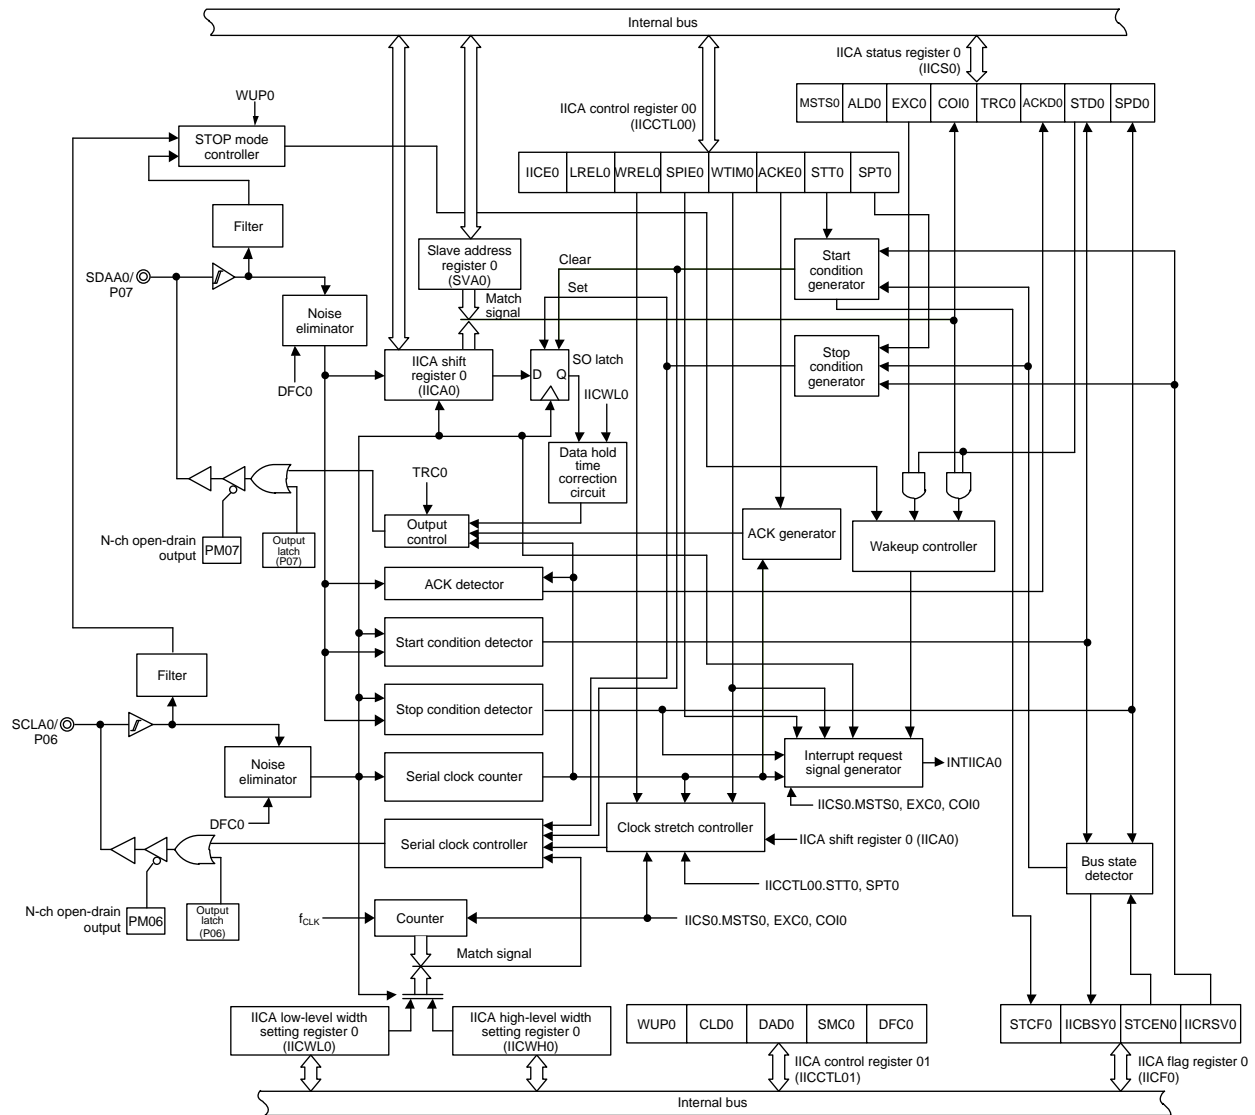 Internal bus
IICA status register 0
(IICS0)
WUP0
MSTS0 ALD0 EXC0 COI0 TRC0 ACKD0 STD0 SPD0
IICA control register 00
(IICCTL00)
STOP mode
controller
IICE0 LREL0 WREL0 SPIE0 WTIM0 ACKE0 STT0 SPT0
Filter
Slave address
register 0
(SVA0)
Start
condition
generator
Clear
SDAA0/
P07
Set
Match
signal
Noise
eliminator
Stop
condition
generator
IICA shift
register 0
(IICA0)
SO latch
D Q
DFC0
IICWL0
Data hold
time
correction
circuit
TRC0
Output
control
ACK generator
Wakeup controller
N-ch open-drain
output
PM07
Output
latch
(P07)
ACK detector
Start condition detector
Filter
Stop condition detector
SCLA0/
P06
Noise
eliminator
Serial clock counter
Interrupt request
signal generator
INTIICA0
IICS0.MSTS0, EXC0, COI0
DFC0
Serial clock controller
Clock stretch controller
IICA shift register 0 (IICA0)
Bus state
detector
IICCTL00.STT0, SPT0
N-ch open-drain
output
PM06
Output
latch
(P06)
fCLK
Counter
IICS0.MSTS0, EXC0, COI0
Match signal
IICA low-level width
setting register 0
(IICWL0)
IICA high-level width
setting register 0
(IICWH0)
WUP0 CLD0 DAD0 SMC0 DFC0
STCF0 IICBSY0 STCEN0 IICRSV0
IICA control register 01
(IICCTL01)
IICA flag register 0
(IICF0)
Internal bus